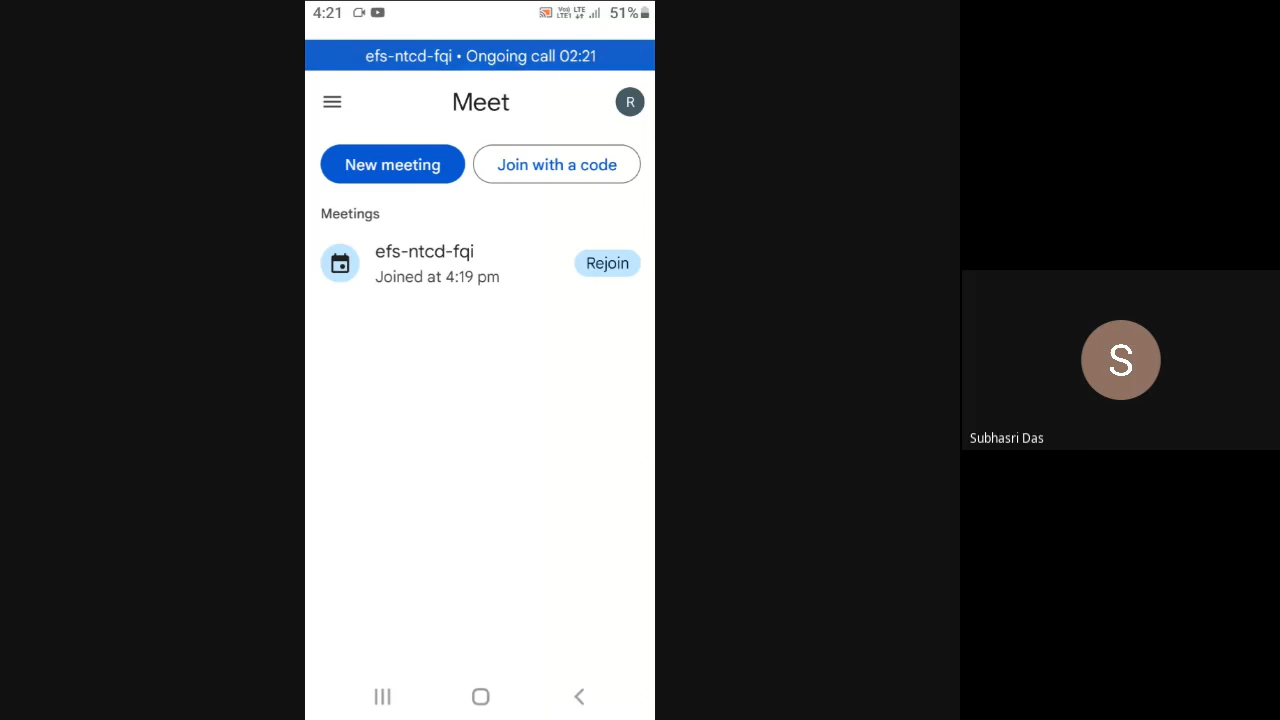 4:21 51%
efs-ntcd-fqi • Ongoing call 02:21
Meet
R
New meeting
Join with a code
Meetings
efs-ntcd-fqi
Joined at 4:19 pm
Rejoin
S
Subhasri Das